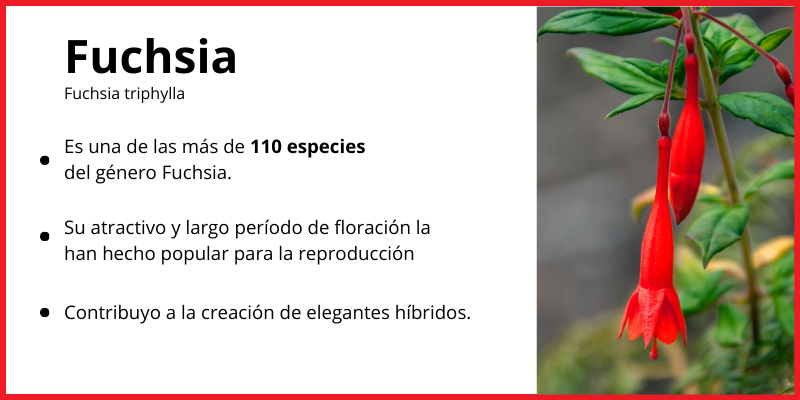 Fuchsia
Fuchsia triphylla
Es una de las más de 110 especies
del género Fuchsia.
Su atractivo y largo período de floración la
han hecho popular para la reproducción
Contribuyo a la creación de elegantes híbridos.